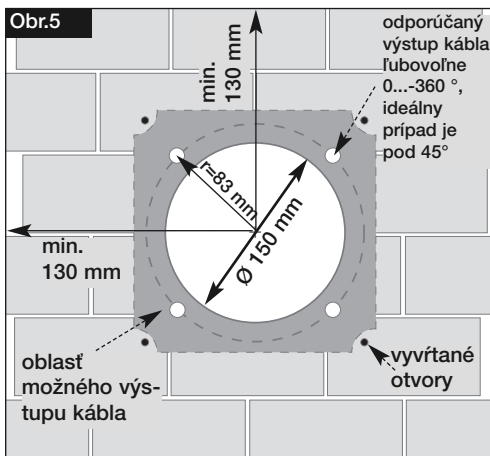 Obr.5
min.
130 mm
odporúčaný
výstup kábla
ľubovoľne
0...-360 °,
ideálny
prípad je
pod 45°
r=83 mm
Ø 150 mm
min.
130 mm
oblasť
možného výs-
tupu kábla
vyvŕtané
otvory